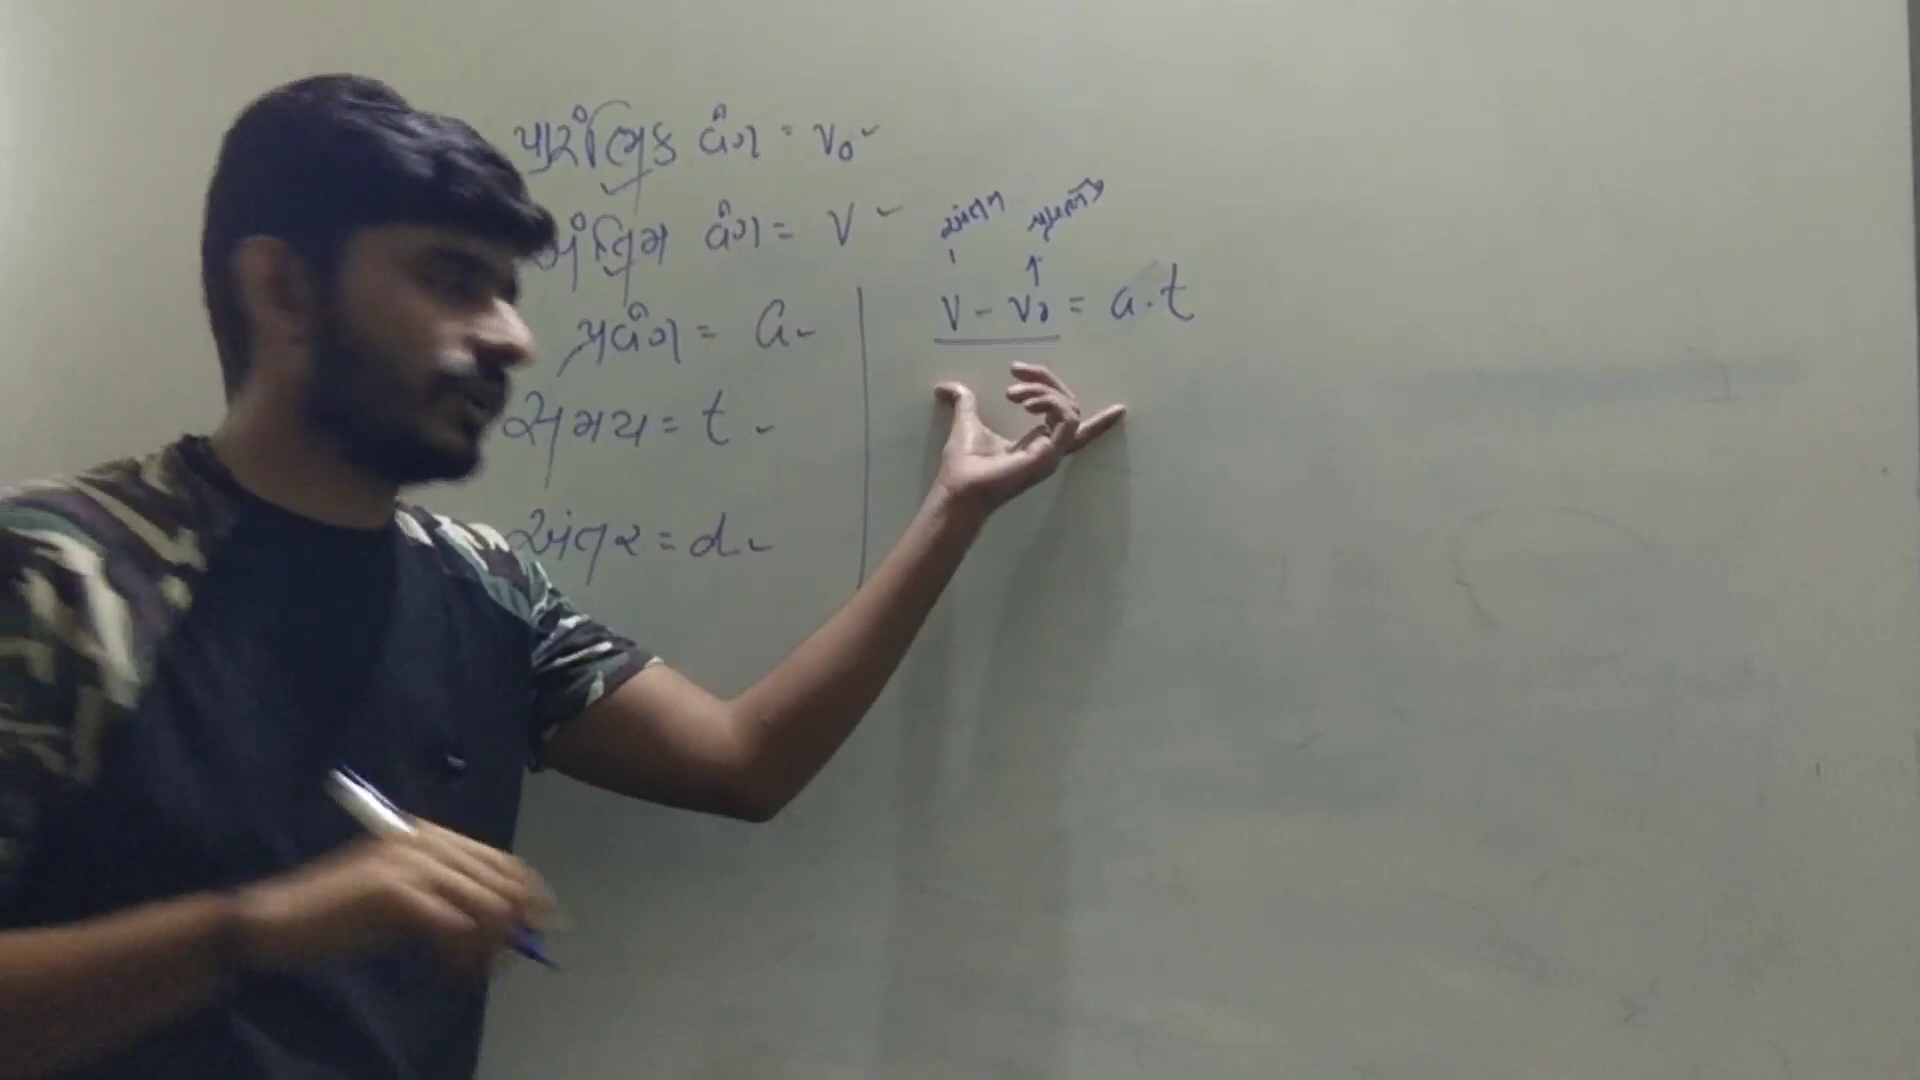 પ્રારંભિક વેગ = v₀
અંતિમ વેગ = v
પ્રવેગ = a
સમય = t
અંતર = d
v - v₀ = a.t